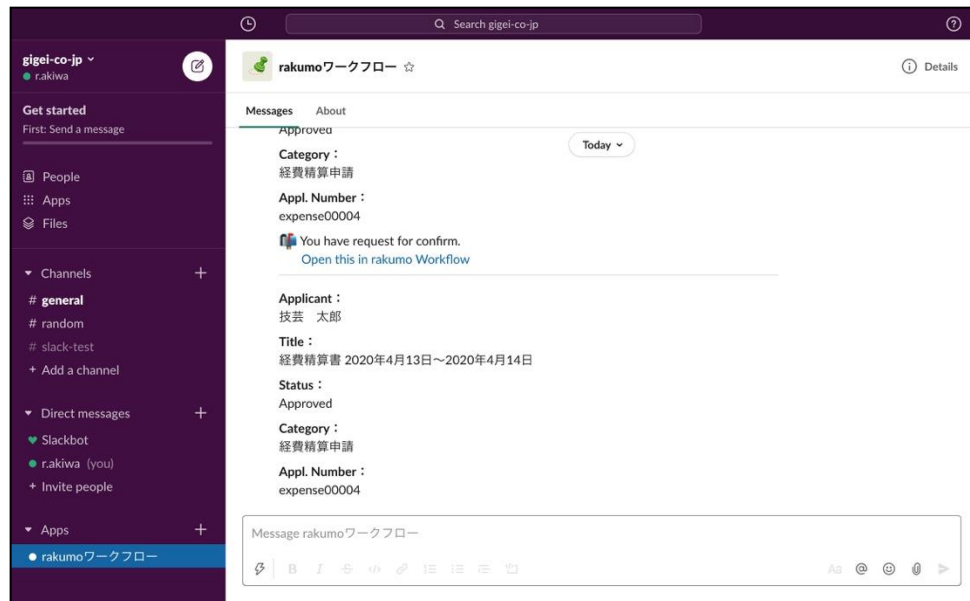 Search gigei-co-jp
gigei-co-jp
r.akiwa
Get started
First: Send a message
People
Apps
Files
Channels
# general
# random
# slack-test
+ Add a channel
Direct messages
Slackbot
r.akiwa (you)
+ Invite people
Apps
rakumoワークフロー
rakumoワークフロー
Details
Messages About
Today
Approved
Category：
経費精算申請
Appl. Number：
expense00004
You have request for confirm.
Open this in rakumo Workflow
Applicant：
技芸　太郎
Title：
経費精算書 2020年4月13日〜2020年4月14日
Status：
Approved
Category：
経費精算申請
Appl. Number：
expense00004
Message rakumoワークフロー
B I S </> Aa @